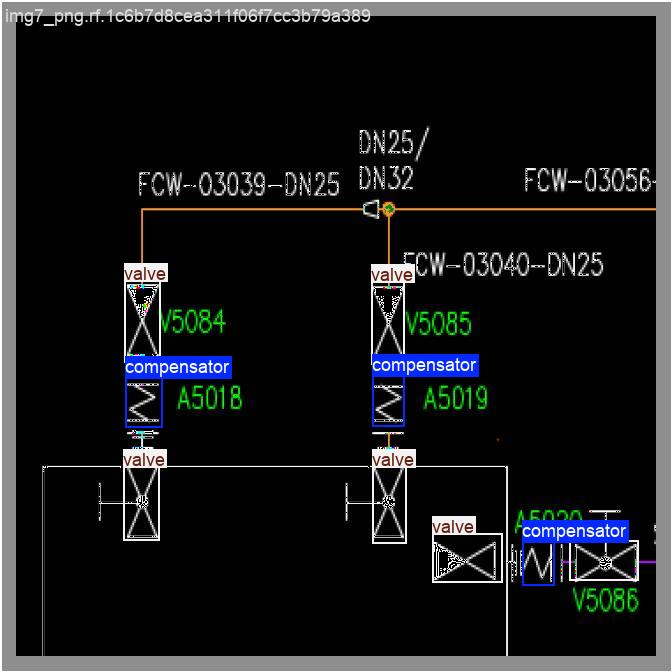 img7_png.rf.1c6b7d8cea311f06f7cc3b79a389
DN25/
DN32
FCW-03039-DN25
FCW-03056-
FCW-03040-DN25
valve
valve
V5084
V5085
compensator
compensator
A5018
A5019
valve
valve
valve
A5020
compensator
V5086